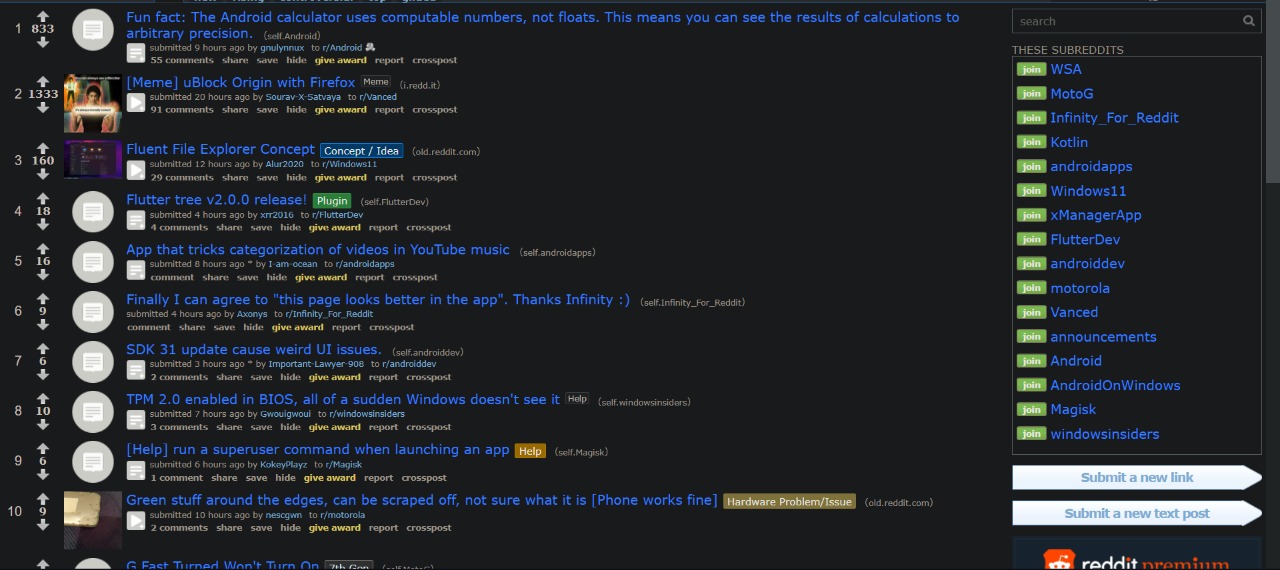 1
833
Fun fact: The Android calculator uses computable numbers, not floats. This means you can see the results of calculations to
arbitrary precision. (self.Android)
submitted 9 hours ago by gnulynnux to r/Android
55 comments share save hide give award report crosspost
2
1333
[Meme] uBlock Origin with Firefox Meme (i.redd.it)
submitted 20 hours ago by Sourav-X-Satvaya to r/Vanced
91 comments share save hide give award report crosspost
3
160
Fluent File Explorer Concept Concept / Idea (old.reddit.com)
submitted 12 hours ago by Alur2020 to r/Windows11
29 comments share save hide give award report crosspost
4
18
Flutter tree v2.0.0 release! Plugin (self.FlutterDev)
submitted 4 hours ago by xrr2016 to r/FlutterDev
4 comments share save hide give award report crosspost
5
16
App that tricks categorization of videos in YouTube music (self.androidapps)
submitted 8 hours ago * by I-am-ocean to r/androidapps
comment share save hide give award report crosspost
6
9
Finally I can agree to "this page looks better in the app". Thanks Infinity :) (self.Infinity_For_Reddit)
submitted 4 hours ago by Axonys to r/Infinity_For_Reddit
comment share save hide give award report crosspost
7
6
SDK 31 update cause weird UI issues. (self.androiddev)
submitted 3 hours ago * by Important-Lawyer-908 to r/androiddev
2 comments share save hide give award report crosspost
8
10
TPM 2.0 enabled in BIOS, all of a sudden Windows doesn't see it Help (self.windowsinsiders)
submitted 7 hours ago by Gwouigwoui to r/windowsinsiders
3 comments share save hide give award report crosspost
9
6
[Help] run a superuser command when launching an app Help (self.Magisk)
submitted 6 hours ago by KokeyPlayz to r/Magisk
1 comment share save hide give award report crosspost
10
9
Green stuff around the edges, can be scraped off, not sure what it is [Phone works fine] Hardware Problem/Issue (old.reddit.com)
submitted 10 hours ago by nescgwn to r/motorola
2 comments share save hide give award report crosspost
G Fast Turned Won't Turn On 7th Gen (self.MotoG)
search
THESE SUBREDDITS
join WSA
join MotoG
join Infinity_For_Reddit
join Kotlin
join androidapps
join Windows11
join xManagerApp
join FlutterDev
join androiddev
join motorola
join Vanced
join announcements
join Android
join AndroidOnWindows
join Magisk
join windowsinsiders
Submit a new link
Submit a new text post
reddit premium